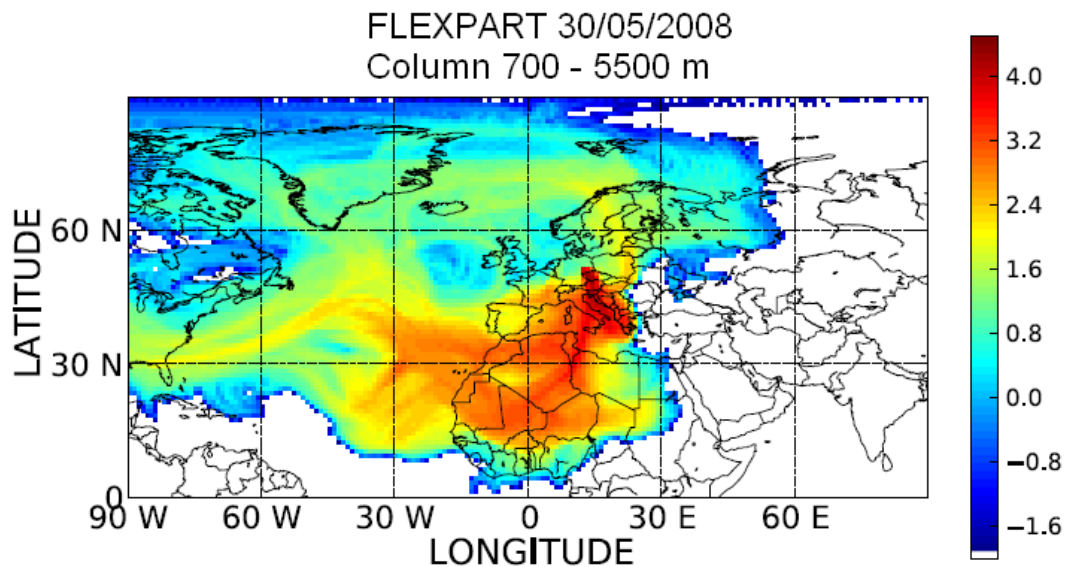 FLEXPART 30/05/2008
Column 700 - 5500 m
LATITUDE
60 N
30 N
0
90 W
60 W
30 W
0
30 E
60 E
LONGITUDE
4.0
3.2
2.4
1.6
0.8
0.0
−0.8
−1.6